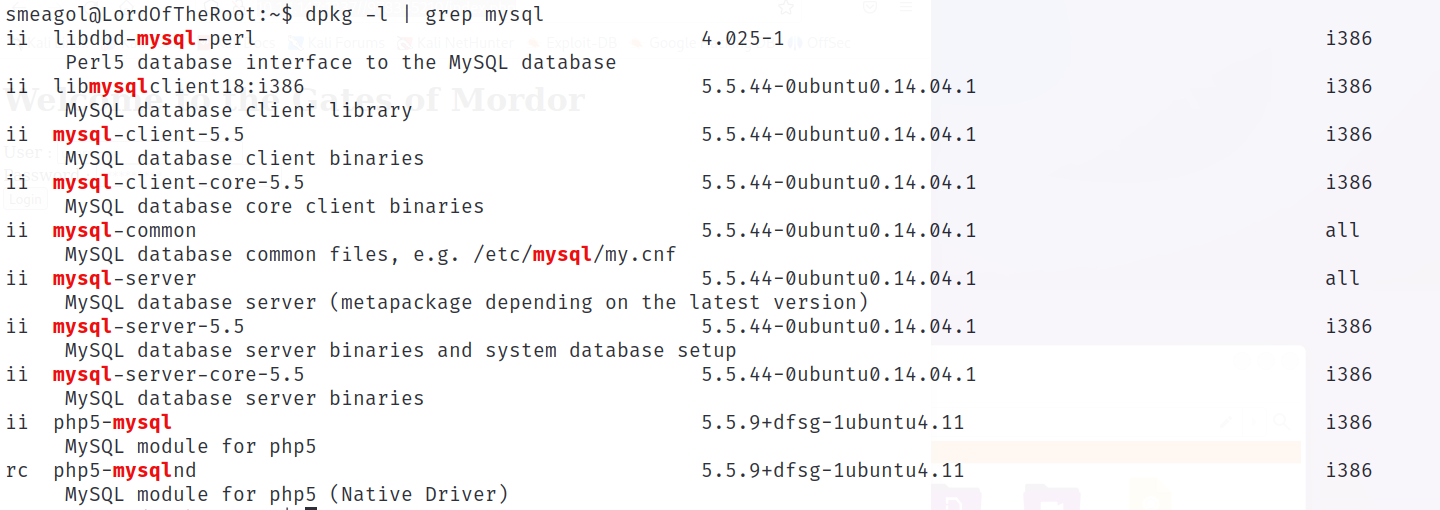 smeagol@LordOfTheRoot:~$ dpkg -l | grep mysql
ii libdbd-mysql-perl 4.025-1 i386
Perl5 database interface to the MySQL database
ii libmysqlclient18:i386 5.5.44-0ubuntu0.14.04.1 i386
Welcome to the Gates of Mordor
MySQL database client library
ii mysql-client-5.5 5.5.44-0ubuntu0.14.04.1 i386
User :
MySQL database client binaries
ii mysql-client-core-5.5 5.5.44-0ubuntu0.14.04.1 i386
Login
MySQL database core client binaries
ii mysql-common 5.5.44-0ubuntu0.14.04.1 all
MySQL database common files, e.g. /etc/mysql/my.cnf
ii mysql-server 5.5.44-0ubuntu0.14.04.1 all
MySQL database server (metapackage depending on the latest version)
ii mysql-server-5.5 5.5.44-0ubuntu0.14.04.1 i386
MySQL database server binaries and system database setup
ii mysql-server-core-5.5 5.5.44-0ubuntu0.14.04.1 i386
MySQL database server binaries
ii php5-mysql 5.5.9+dfsg-1ubuntu4.11 i386
MySQL module for php5
rc php5-mysqlnd 5.5.9+dfsg-1ubuntu4.11 i386
MySQL module for php5 (Native Driver)